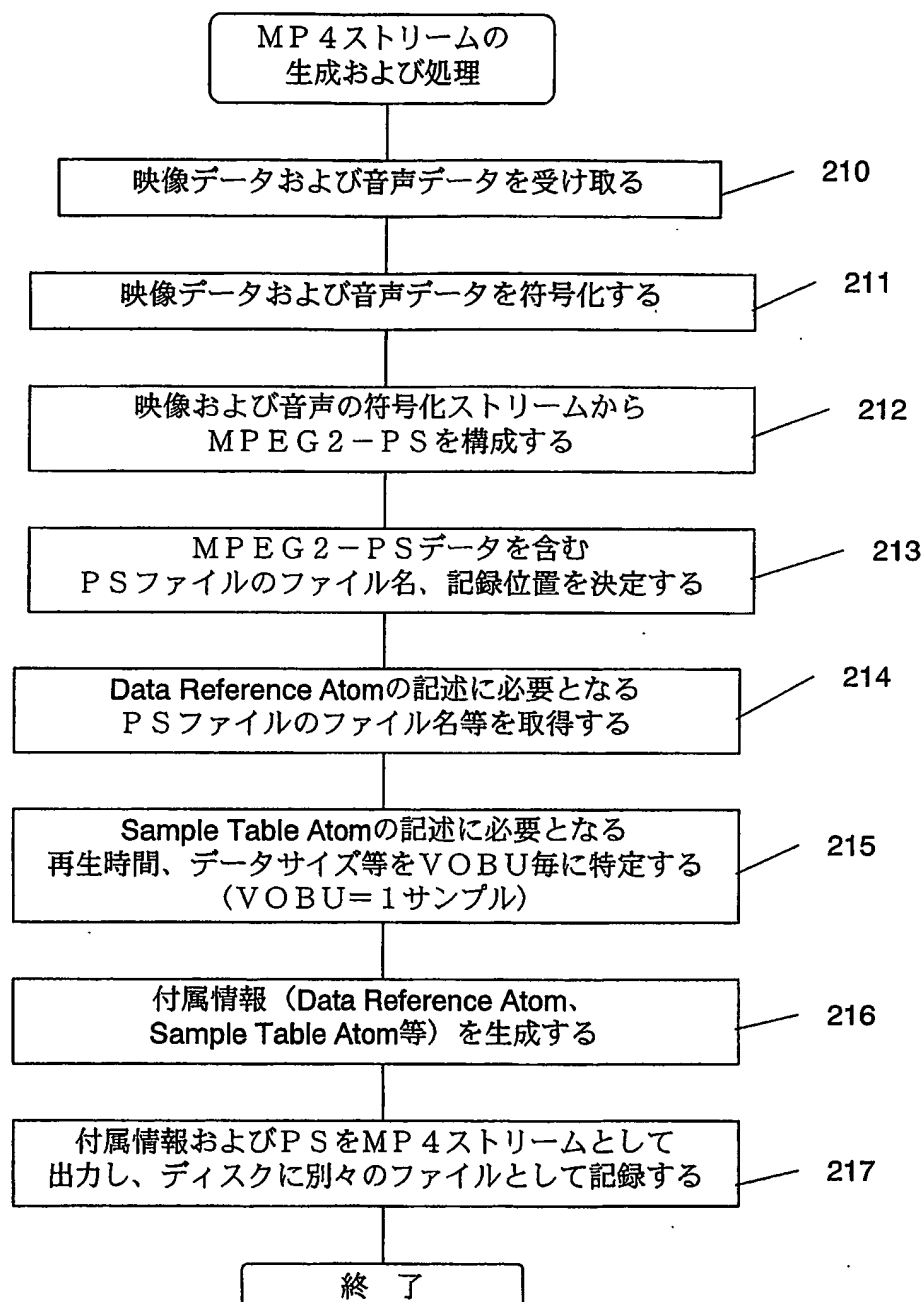 ＭＰ４ストリームの
生成および処理
映像データおよび音声データを受け取る
210
映像データおよび音声データを符号化する
211
映像および音声の符号化ストリームから
ＭＰＥＧ２－ＰＳを構成する
212
ＭＰＥＧ２－ＰＳデータを含む
ＰＳファイルのファイル名、記録位置を決定する
213
Data Reference Atomの記述に必要となる
ＰＳファイルのファイル名等を取得する
214
Sample Table Atomの記述に必要となる
再生時間、データサイズ等をＶＯＢＵ毎に特定する
（ＶＯＢＵ＝１サンプル）
215
付属情報（Data Reference Atom、
Sample Table Atom等）を生成する
216
付属情報およびＰＳをＭＰ４ストリームとして
出力し、ディスクに別々のファイルとして記録する
217
終 了